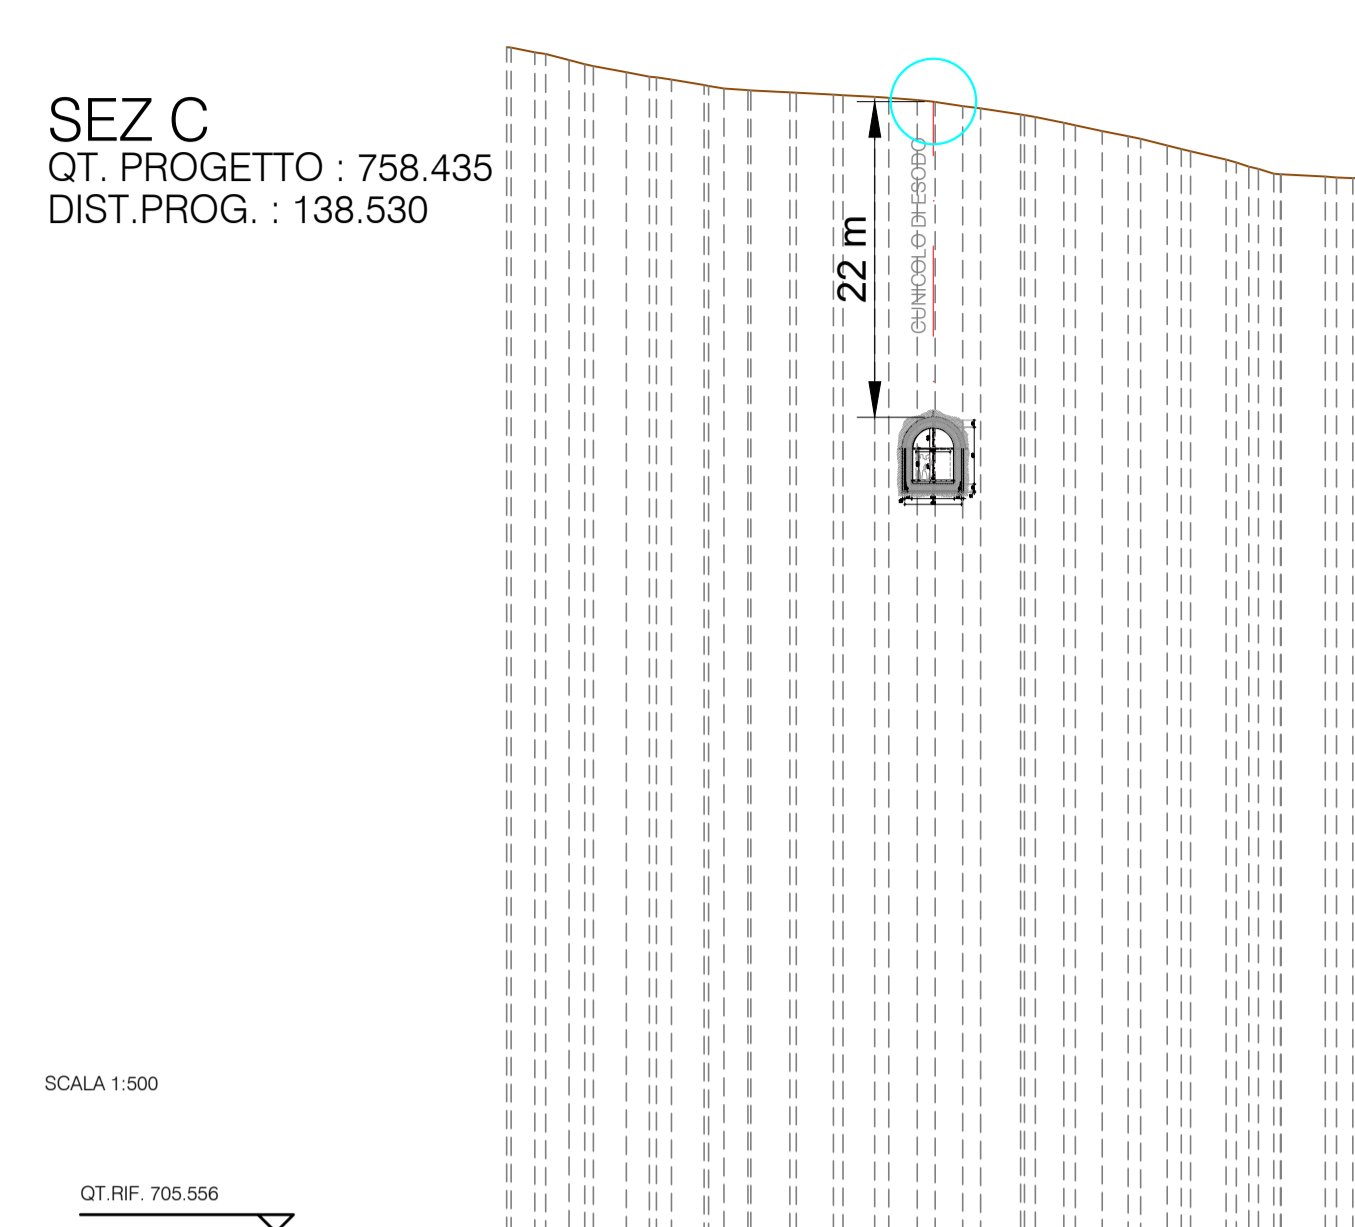 SEZ C
QT. PROGETTO : 758.435
DIST.PROG. : 138.530
22 m
CUNICOLO DI ESODO
SCALA 1:500
QT.RIF. 705.556